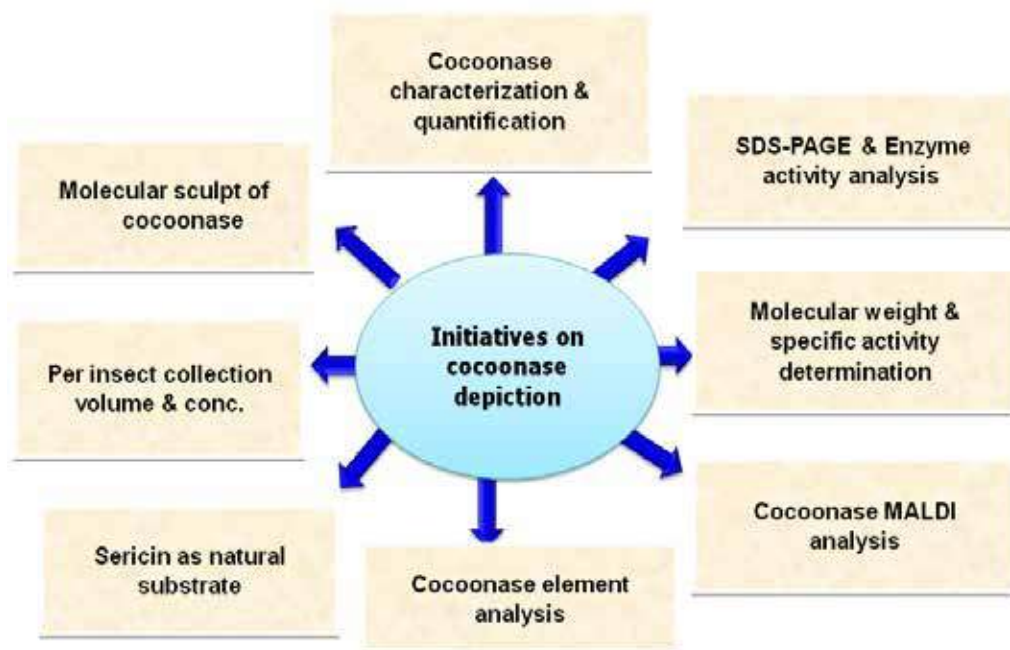 Cocoonase
characterization &
quantification
SDS-PAGE & Enzyme
activity analysis
Molecular sculpt of
cocoonase
Molecular weight &
specific activity
determination
Initiatives on
cocoonase
depiction
Per insect collection
volume & conc.
Cocoonase MALDI
analysis
Sericin as natural
substrate
Cocoonase element
analysis